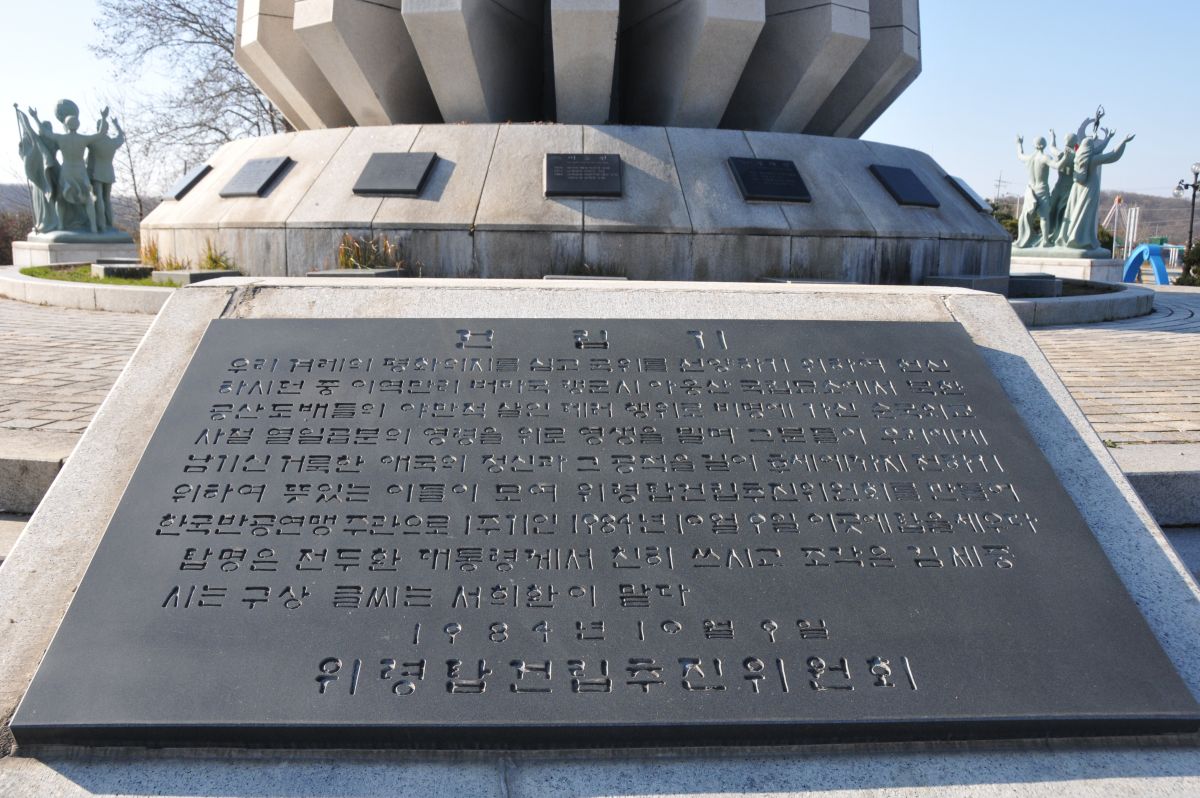 건 립 기
우리 겨레의 평화의지를 심고 국위를 선양하기 위하여 헌신
하시던 중 이역만리 버마국 행군시 아웅산 국립묘소에서 북한
공산도배들의 야만적 살인 테러 행위로 비명에 가신 순국외교
사절 열일곱분의 영령을 위로 영생을 빌며 그분들이 우리에게
남기신 거룩한 애국의 정신과 그 공적을 길이 후세에까지 전하기
위하여 뜻있는 이들이 모여 위령탑건립추진위원회를 만들어
한국반공연맹 주관으로 1주기인 1984년 10월 9일 이곳에 탑을 세우다
탑명은 전두환 대통령께서 친히 쓰시고 조각은 김세중
시는 구상 글씨는 서희환이 맡다
1984년 10월 9일
위령탑건립추진위원회